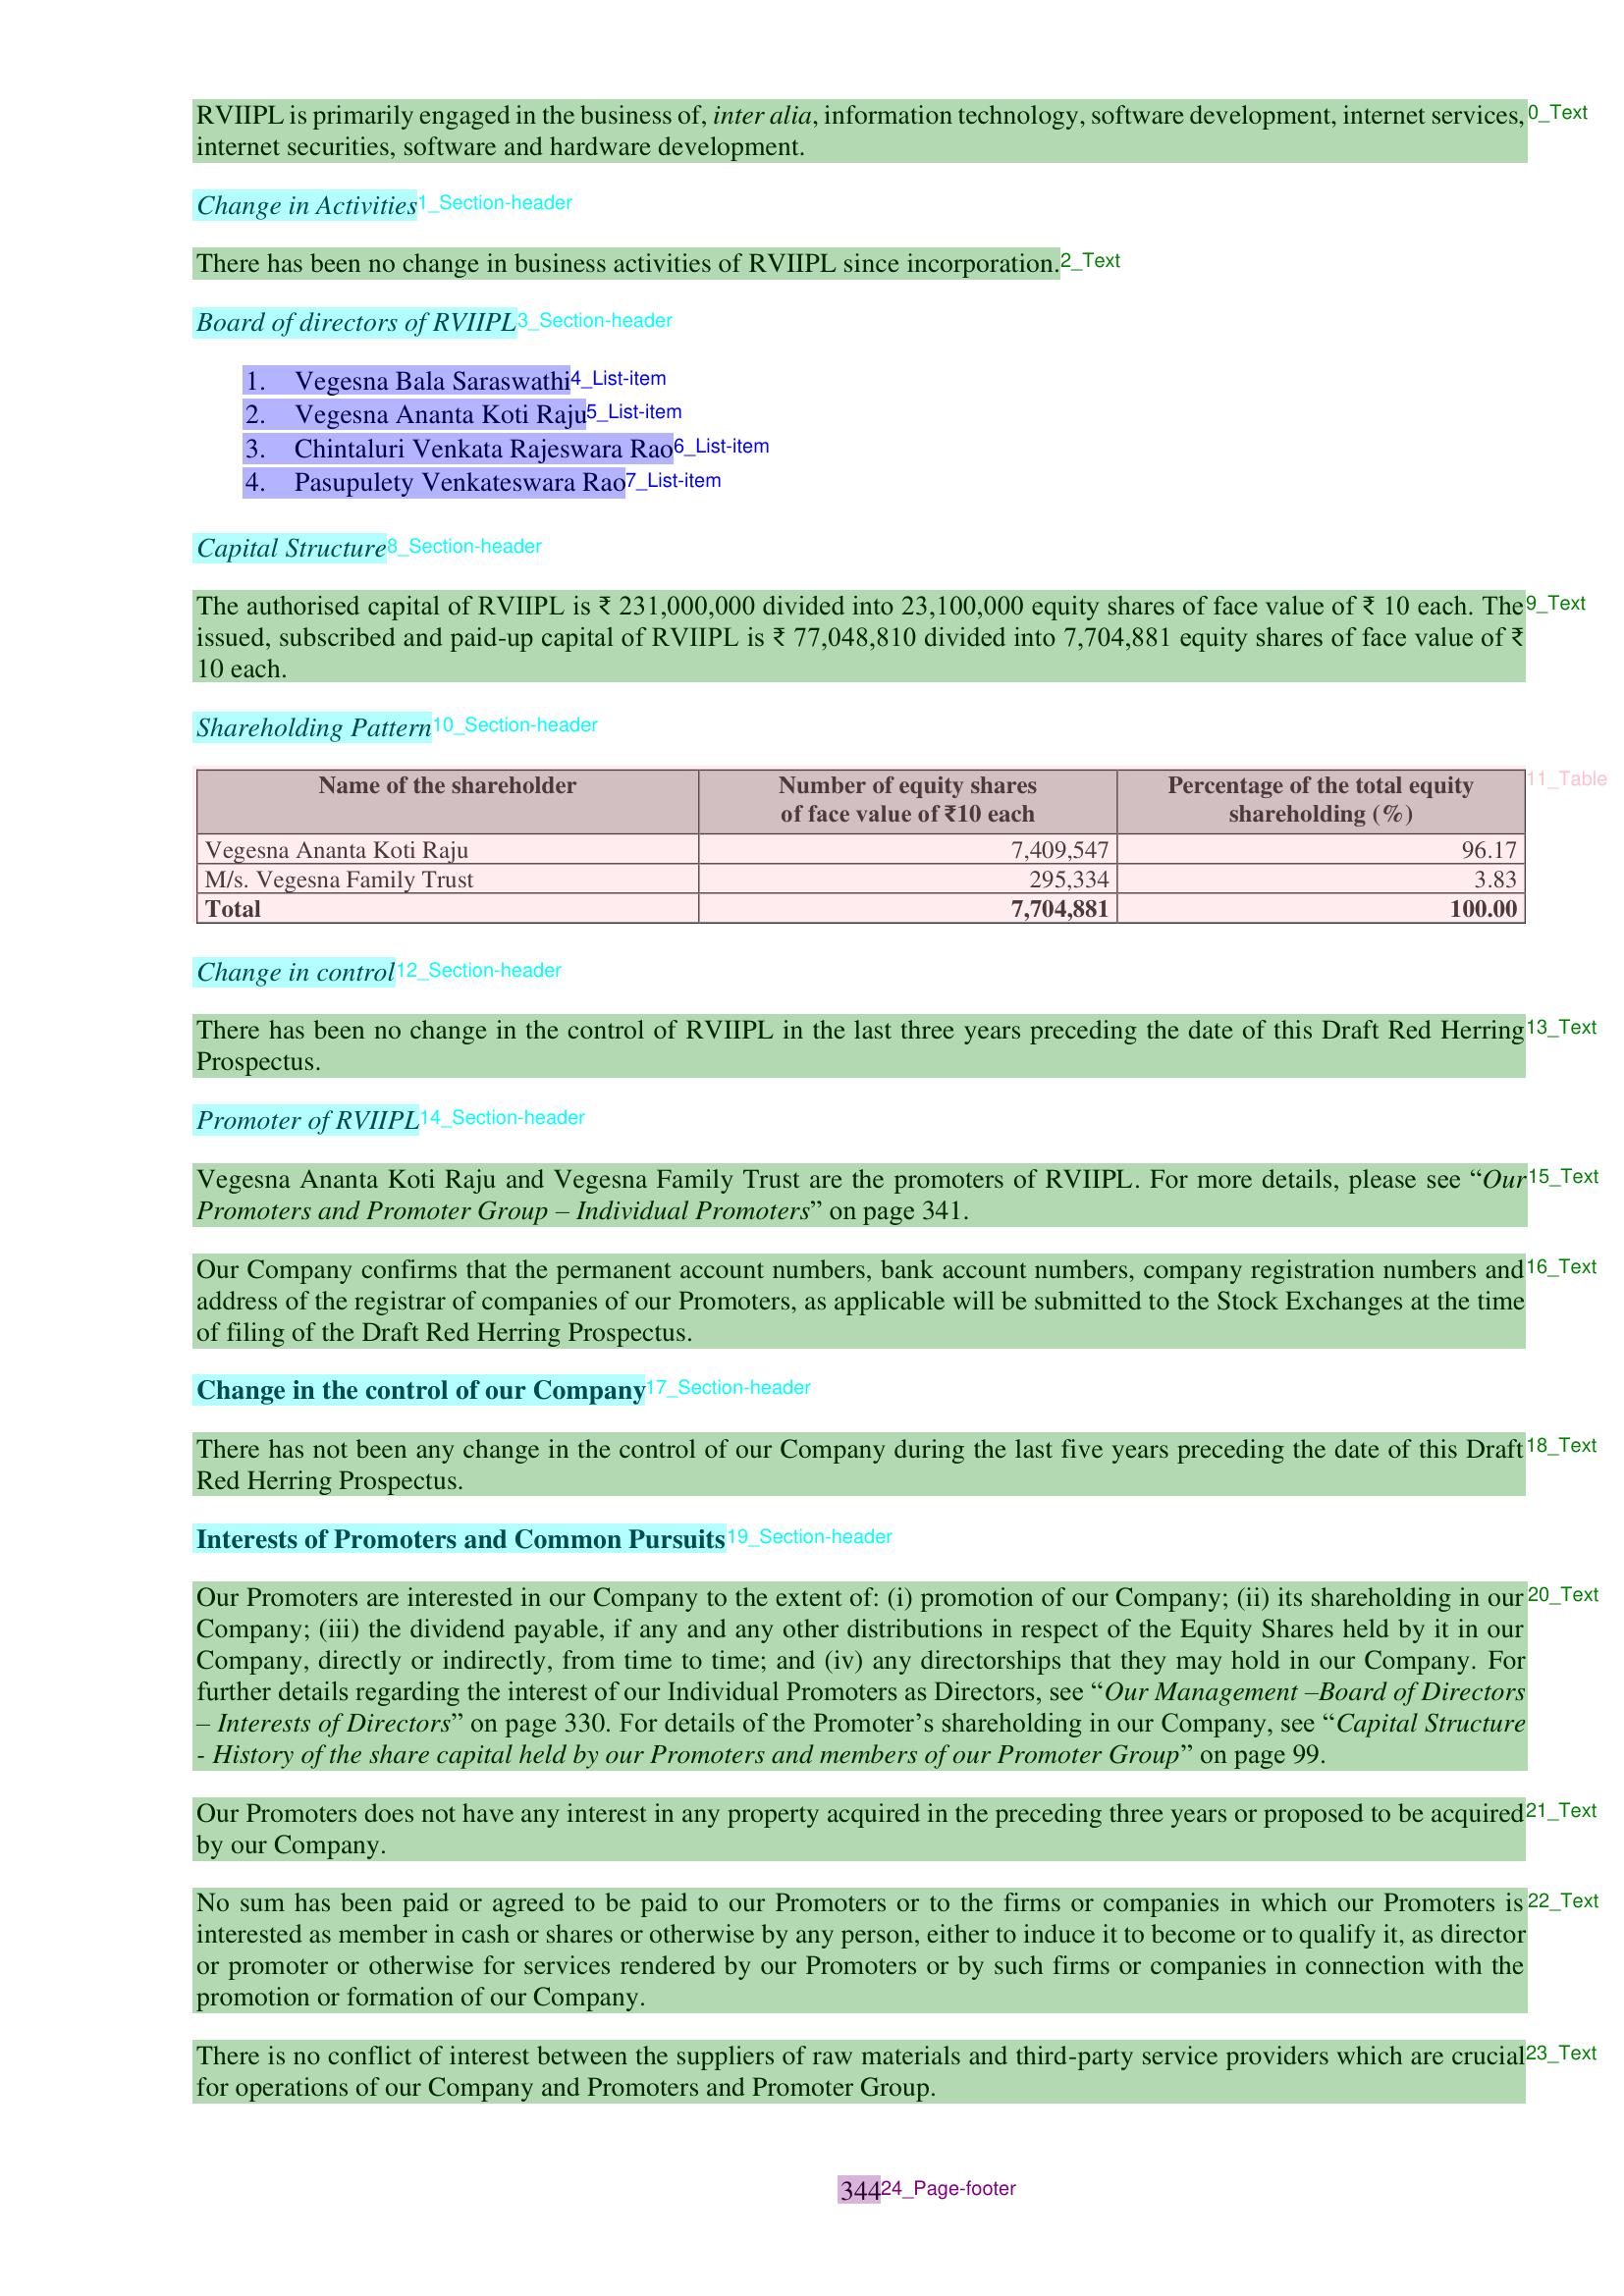 RVIIPL is primarily engaged in the business of, inter alia, information technology, software development, internet services, 0_Text
internet securities, software and hardware development.
Change in Activities 1_Section-header
There has been no change in business activities of RVIIPL since incorporation. 2_Text
Board of directors of RVIIPL 3_Section-header
1. Vegesna Bala Saraswathi 4_List-item
2. Vegesna Ananta Koti Raju 5_List-item
3. Chintaluri Venkata Rajeswara Rao 6_List-item
4. Pasupulety Venkateswara Rao 7_List-item
Capital Structure 8_Section-header
The authorised capital of RVIIPL is ₹ 231,000,000 divided into 23,100,000 equity shares of face value of ₹ 10 each. The 9_Text
issued, subscribed and paid-up capital of RVIIPL is ₹ 77,048,810 divided into 7,704,881 equity shares of face value of ₹
10 each.
Shareholding Pattern 10_Section-header
Name of the shareholder Number of equity shares Percentage of the total equity 11_Table
of face value of ₹10 each shareholding (%)
Vegesna Ananta Koti Raju 7,409,547 96.17
M/s. Vegesna Family Trust 295,334 3.83
Total 7,704,881 100.00
Change in control 12_Section-header
There has been no change in the control of RVIIPL in the last three years preceding the date of this Draft Red Herring 13_Text
Prospectus.
Promoter of RVIIPL 14_Section-header
Vegesna Ananta Koti Raju and Vegesna Family Trust are the promoters of RVIIPL. For more details, please see “Our 15_Text
Promoters and Promoter Group – Individual Promoters” on page 341.
Our Company confirms that the permanent account numbers, bank account numbers, company registration numbers and 16_Text
address of the registrar of companies of our Promoters, as applicable will be submitted to the Stock Exchanges at the time
of filing of the Draft Red Herring Prospectus.
Change in the control of our Company 17_Section-header
There has not been any change in the control of our Company during the last five years preceding the date of this Draft 18_Text
Red Herring Prospectus.
Interests of Promoters and Common Pursuits 19_Section-header
Our Promoters are interested in our Company to the extent of: (i) promotion of our Company; (ii) its shareholding in our 20_Text
Company; (iii) the dividend payable, if any and any other distributions in respect of the Equity Shares held by it in our
Company, directly or indirectly, from time to time; and (iv) any directorships that they may hold in our Company. For
further details regarding the interest of our Individual Promoters as Directors, see “Our Management –Board of Directors
– Interests of Directors” on page 330. For details of the Promoter’s shareholding in our Company, see “Capital Structure
- History of the share capital held by our Promoters and members of our Promoter Group” on page 99.
Our Promoters does not have any interest in any property acquired in the preceding three years or proposed to be acquired 21_Text
by our Company.
No sum has been paid or agreed to be paid to our Promoters or to the firms or companies in which our Promoters is 22_Text
interested as member in cash or shares or otherwise by any person, either to induce it to become or to qualify it, as director
or promoter or otherwise for services rendered by our Promoters or by such firms or companies in connection with the
promotion or formation of our Company.
There is no conflict of interest between the suppliers of raw materials and third-party service providers which are crucial 23_Text
for operations of our Company and Promoters and Promoter Group.
344 24_Page-footer